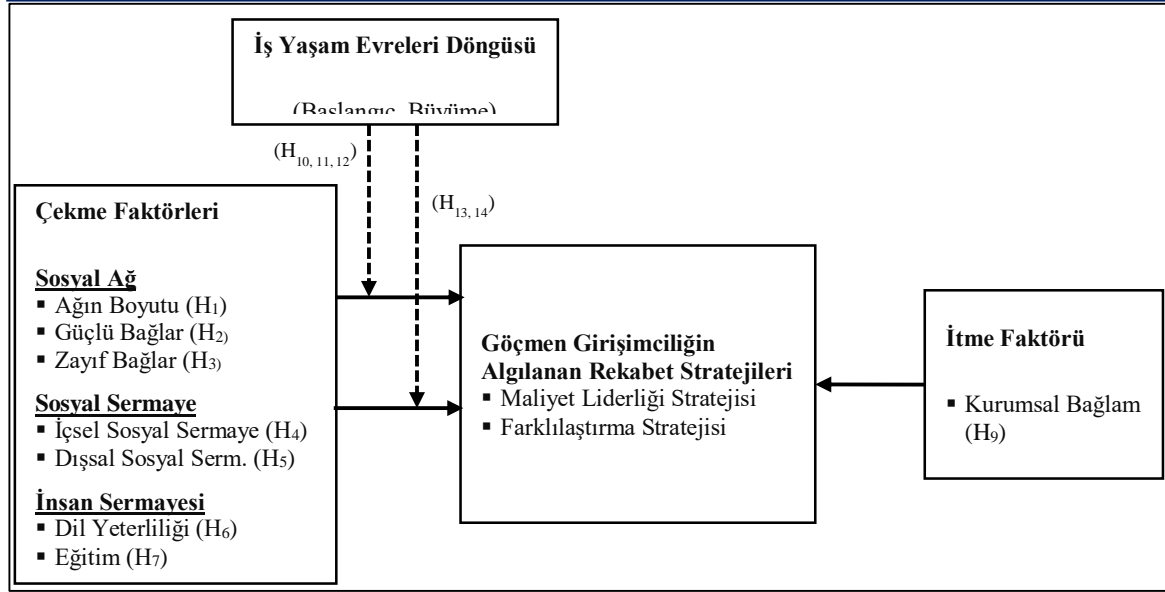 İş Yaşam Evreleri Döngüsü
(Başlangıç, Büyüme)
(H10, 11, 12)
(H13, 14)
Çekme Faktörleri
Sosyal Ağ
▪ Ağın Boyutu (H1)
▪ Güçlü Bağlar (H2)
▪ Zayıf Bağlar (H3)
Sosyal Sermaye
▪ İçsel Sosyal Sermaye (H4)
▪ Dışsal Sosyal Serm. (H5)
İnsan Sermayesi
▪ Dil Yeterliliği (H6)
▪ Eğitim (H7)
Göçmen Girişimciliğin
Algılanan Rekabet Stratejileri
▪ Maliyet Liderliği Stratejisi
▪ Farklılaştırma Stratejisi
İtme Faktörü
▪ Kurumsal Bağlam
(H9)